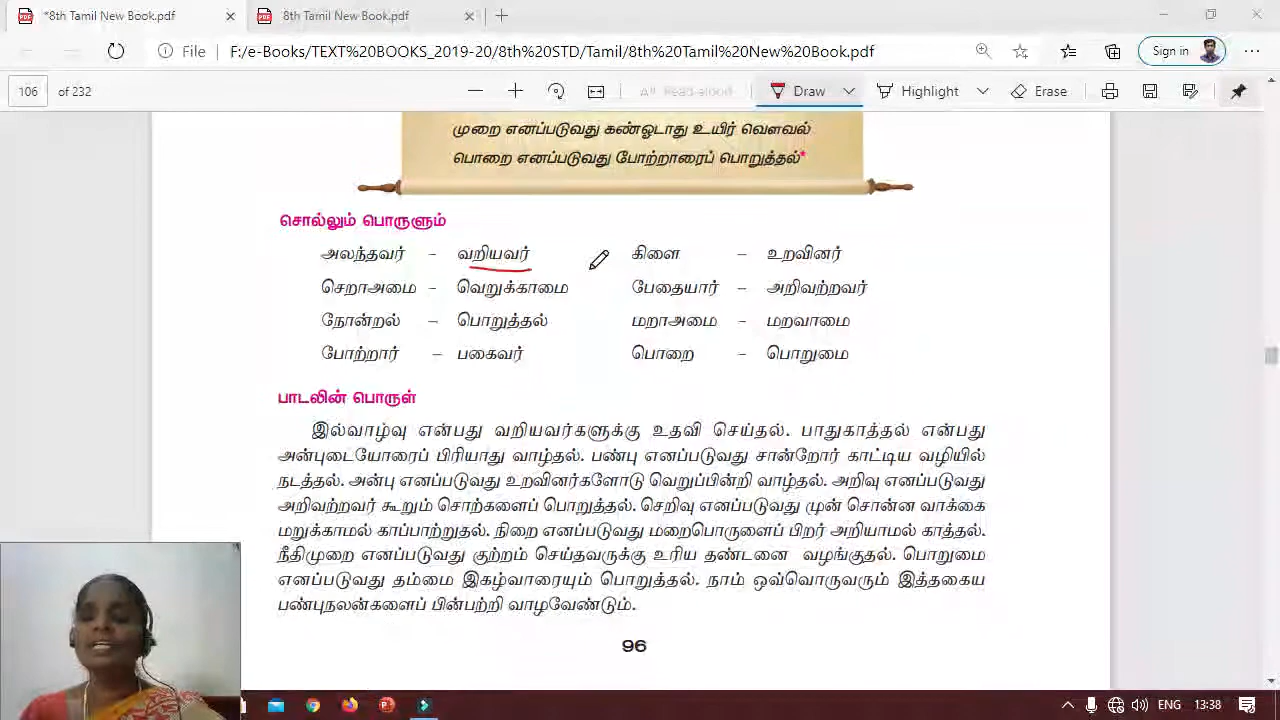 *8th Tamil New Book.pdf
8th Tamil New Book.pdf
File F:/e-Books/TEXT%20BOOKS_2019-20/8th%20STD/Tamil/8th%20Tamil%20New%20Book.pdf Sign in
106 of 232 Read aloud Draw Highlight Erase
முறை எனப்படுவது கண்ஓடாது உயிர் வௌவல்
பொறை எனப்படுவது போற்றாரைப் பொறுத்தல்*
சொல்லும் பொருளும்
அலந்தவர் – வறியவர் கிளை – உறவினர்
செறாஅமை – வெறுக்காமை பேதையார் – அறிவற்றவர்
நோன்றல் – பொறுத்தல் மறாஅமை – மறவாமை
போற்றார் – பகைவர் பொறை – பொறுமை
பாடலின் பொருள்
இல்வாழ்வு என்பது வறியவர்களுக்கு உதவி செய்தல். பாதுகாத்தல் என்பது
அன்புடையோரைப் பிரியாது வாழ்தல். பண்பு எனப்படுவது சான்றோர் காட்டிய வழியில்
நடத்தல். அன்பு எனப்படுவது உறவினர்களோடு வெறுப்பின்றி வாழ்தல். அறிவு எனப்படுவது
அறிவற்றவர் கூறும் சொற்களைப் பொறுத்தல். செறிவு எனப்படுவது முன் சொன்ன வாக்கை
மறுக்காமல் காப்பாற்றுதல். நிறை எனப்படுவது மறைபொருளைப் பிறர் அறியாமல் காத்தல்.
நீதிமுறை எனப்படுவது குற்றம் செய்தவருக்கு உரிய தண்டனை வழங்குதல். பொறுமை
எனப்படுவது தம்மை இகழ்வாரையும் பொறுத்தல். நாம் ஒவ்வொருவரும் இத்தகைய
பண்புநலன்களைப் பின்பற்றி வாழவேண்டும்.
96
ENG 13:38